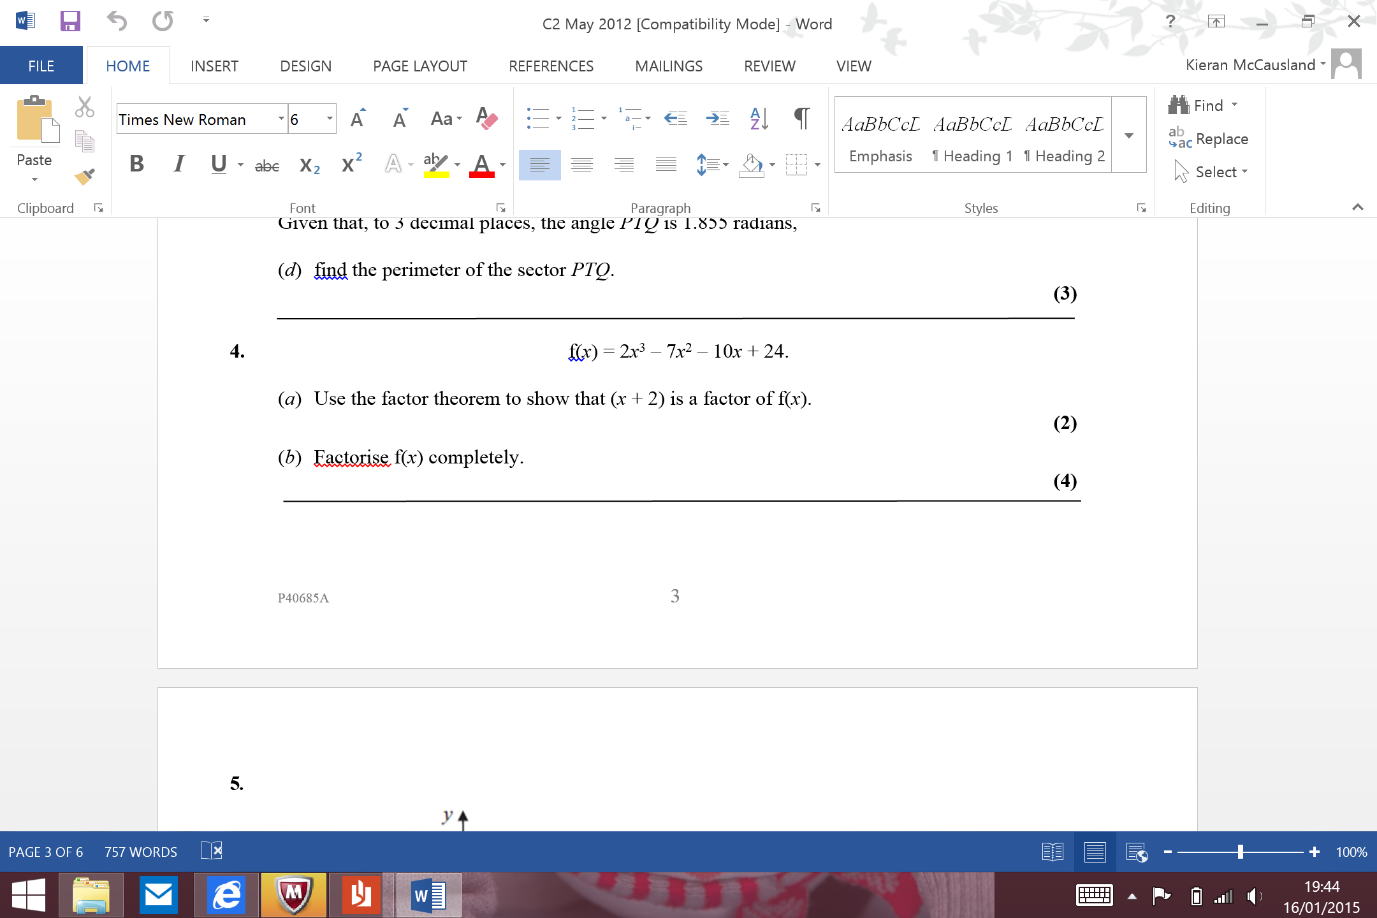 C2 May 2012 [Compatibility Mode] - Word
?
FILE HOME INSERT DESIGN PAGE LAYOUT REFERENCES MAILINGS REVIEW VIEW
Kieran McCausland
Paste
Clipboard
Times New Roman 6 A A Aa A
B I U abc X2 X² A ab A
Font
A Z ¶
Paragraph
AaBbCcL AaBbCcL AaBbCcL
Emphasis ¶ Heading 1 ¶ Heading 2
Styles
Find
Replace
Select
Editing
Given that, to 3 decimal places, the angle PTQ is 1.855 radians,
(d) find the perimeter of the sector PTQ.
(3)
4. f(x) = 2x³ – 7x² – 10x + 24.
(a) Use the factor theorem to show that (x + 2) is a factor of f(x).
(2)
(b) Factorise f(x) completely.
(4)
P40685A 3
5.
y
PAGE 3 OF 6 757 WORDS 100%
19:44
16/01/2015